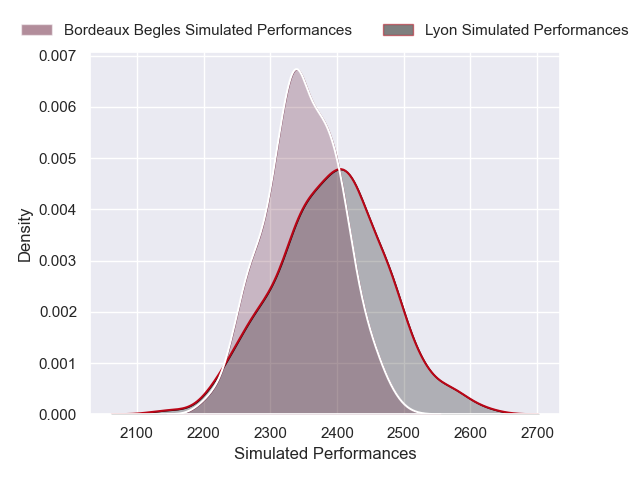 Bordeaux Begles Simulated Performances
Lyon Simulated Performances
0.007
0.006
0.005
0.004
0.003
0.002
0.001
0.000
Density
2100 2200 2300 2400 2500 2600 2700
Simulated Performances